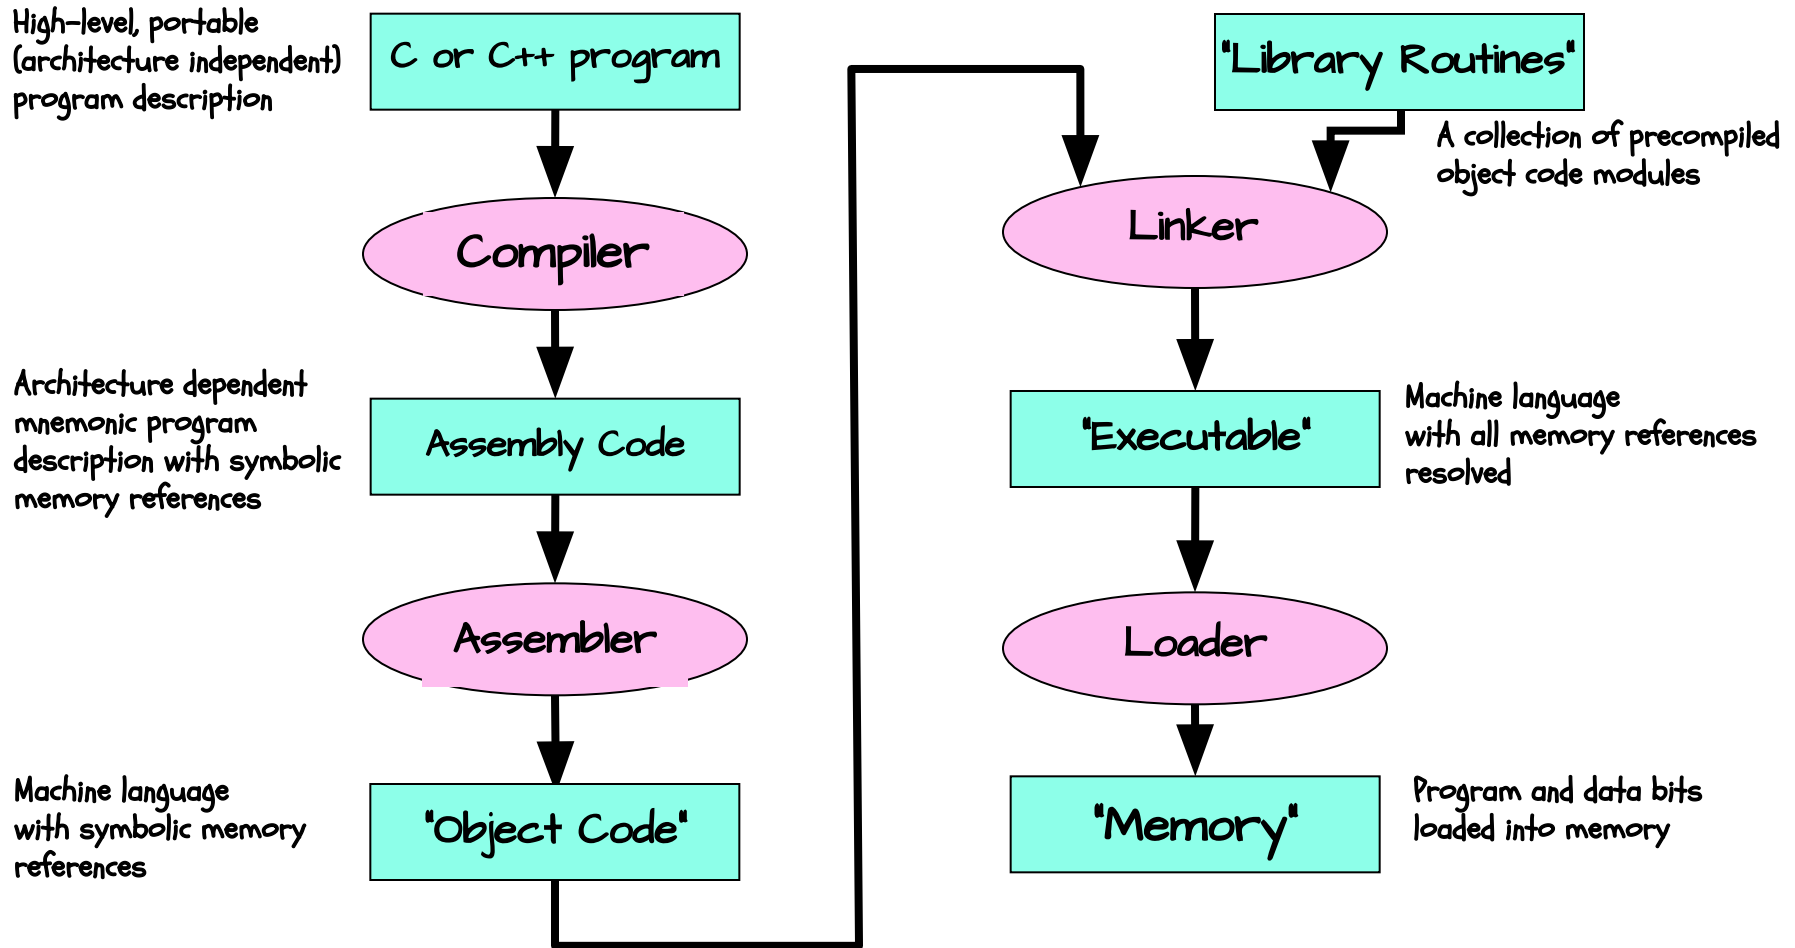 High-level, portable
(architecture independent)
program description
C or C++ program
Compiler
Architecture dependent
mnemonic program
description with symbolic
memory references
Assembly Code
Assembler
Machine language
with symbolic memory
references
"Object Code"
"Library Routines"
A collection of precompiled
object code modules
Linker
"Executable"
Machine language
with all memory references
resolved
Loader
"Memory"
Program and data bits
loaded into memory